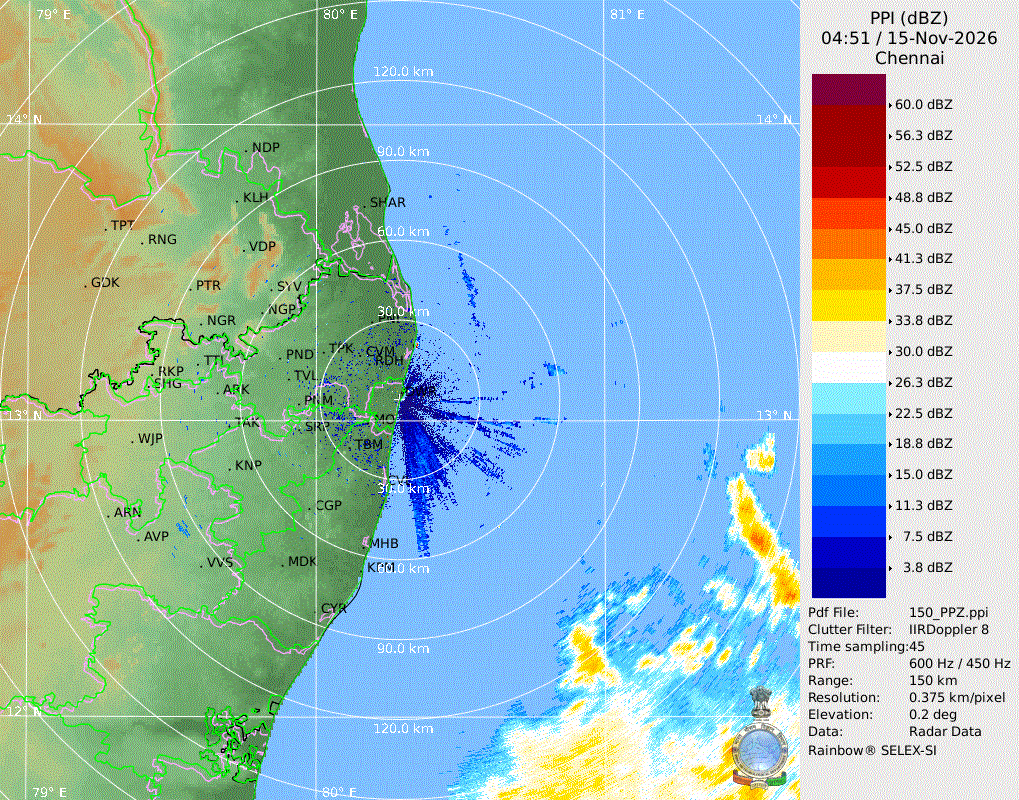 79° E
80° E
81° E
120.0 km
14° N
14° N
NDP
90.0 km
KLH
SHAR
TPT
RNG
60.0 km
VDP
GDK
PTR
SYV
NGP
30.0 km
NGR
TPK
CVM
PND
RDH
TTI
RKP
SHG
TVL
ARK
PNM
13° N
TAK
SRP
MO
13° N
WJP
TBM
KNP
30.0 km
CGP
ARN
AVP
MHB
VVS
MDK
60.0 km
CYR
90.0 km
12° N
120.0 km
79° E
80° E
PPI (dBZ)
04:51 / 15-Nov-2026
Chennai
60.0 dBZ
56.3 dBZ
52.5 dBZ
48.8 dBZ
45.0 dBZ
41.3 dBZ
37.5 dBZ
33.8 dBZ
30.0 dBZ
26.3 dBZ
22.5 dBZ
18.8 dBZ
15.0 dBZ
11.3 dBZ
7.5 dBZ
3.8 dBZ
Pdf File: 150_PPZ.ppi
Clutter Filter: IIRDoppler 8
Time sampling:45
PRF: 600 Hz / 450 Hz
Range: 150 km
Resolution: 0.375 km/pixel
Elevation: 0.2 deg
Data: Radar Data
Rainbow® SELEX-SI